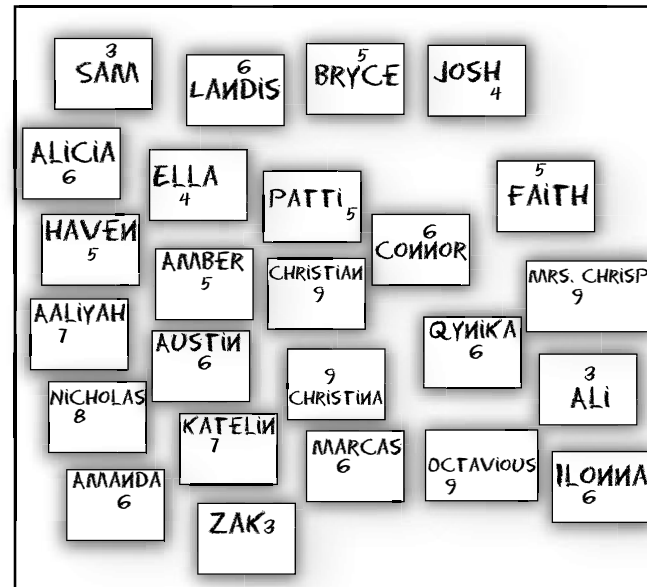 3
SAM
6
LANDIS
5
BRYCE
JOSH
4
ALICIA
6
ELLA
4
PATTI 5
5
FAITH
HAVEN
5
AMBER
5
CHRISTIAN
9
6
CONNOR
MRS. CHRISP
9
AALIYAH
7
AUSTIN
6
QYNIKA
6
NICHOLAS
8
9
CHRISTINA
3
ALI
KATELIN
7
MARCAS
6
OCTAVIOUS
9
ILONNA
6
AMANDA
6
ZAK3